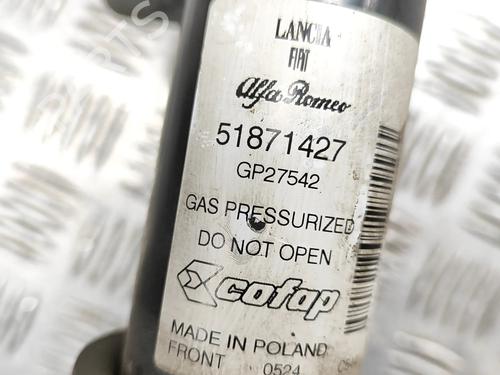 LANCIA
FIAT
Alfa Romeo
51871427
GP27542
GAS PRESSURIZED
DO NOT OPEN
cofap
MADE IN POLAND
FRONT 0524